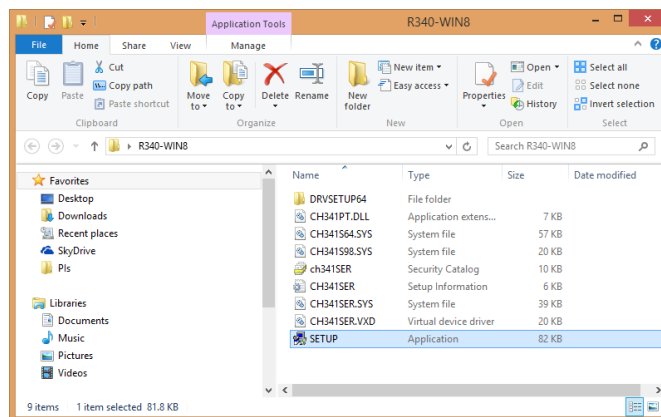 Application Tools R340-WIN8
File Home Share View Manage
Copy Paste Cut Copy path Paste shortcut Move to Copy to Delete Rename New folder New item Easy access Properties Open Edit History Select all Select none Invert selection
Clipboard Organize New Open Select
R340-WIN8 Search R340-WIN8
Favorites
Desktop
Downloads
Recent places
SkyDrive
PIs
Libraries
Documents
Music
Pictures
Videos
Name Type Size Date modified
DRVSETUP64 File folder
CH341PT.DLL Application extens... 7 KB
CH341S64.SYS System file 57 KB
CH341S98.SYS System file 20 KB
ch341SER Security Catalog 10 KB
CH341SER Setup Information 6 KB
CH341SER.SYS System file 39 KB
CH341SER.VXD Virtual device driver 20 KB
SETUP Application 82 KB
9 items 1 item selected 81.8 KB